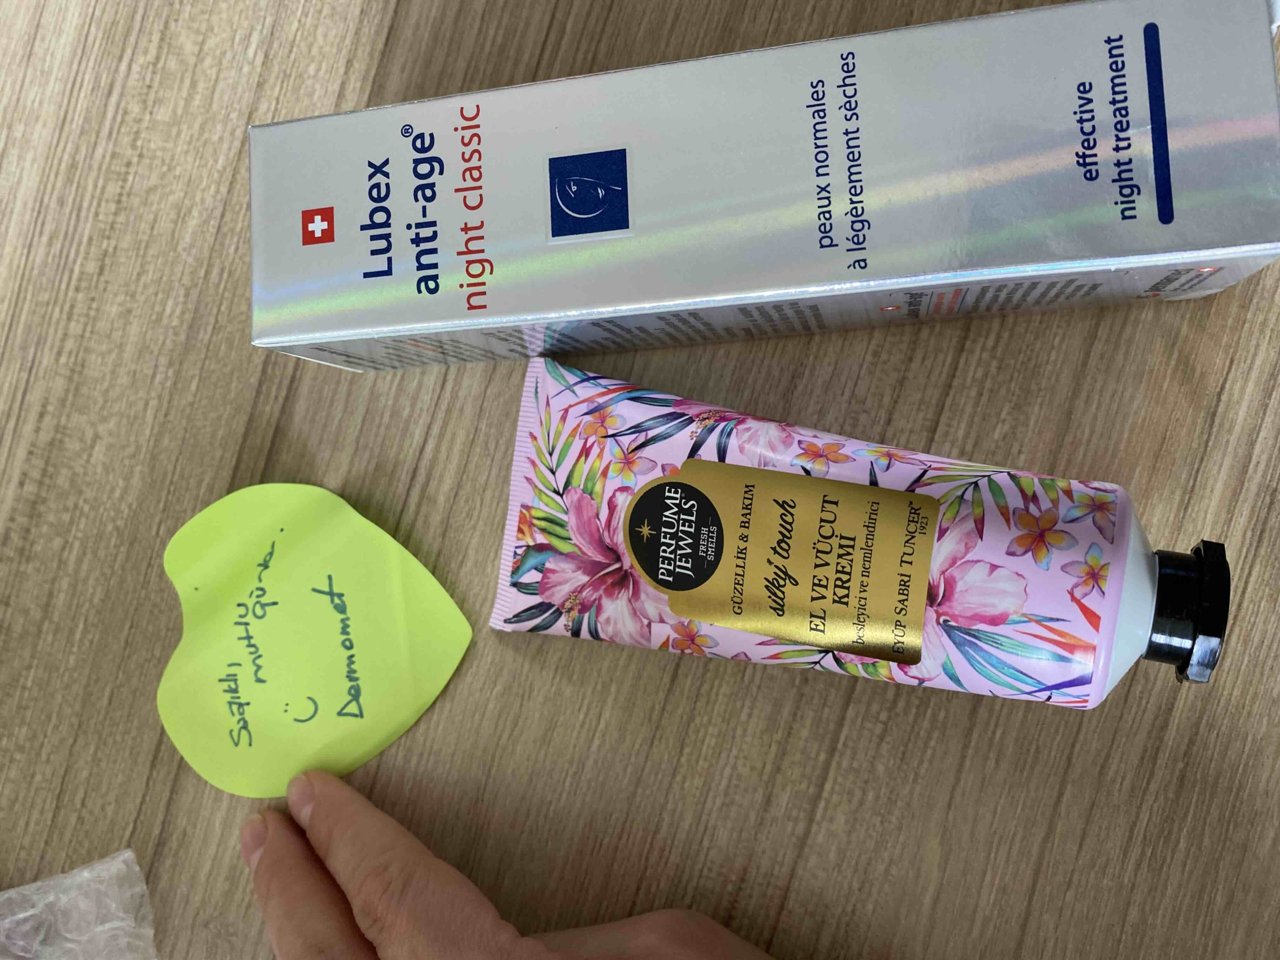 Lubex
anti-age®
night classic
peaux normales
à légèrement sèches
effective
night treatment
PERFUME
JEWELS
FRESH
SMELLS
GÜZELLİK & BAKIM
silky touch
EL VE VÜCUT
KREMİ
besleyici ve nemlendirici
EYÜP SABRİ TUNCER™
1923
Sağlıklı
mutlu
günler.
Dermomet